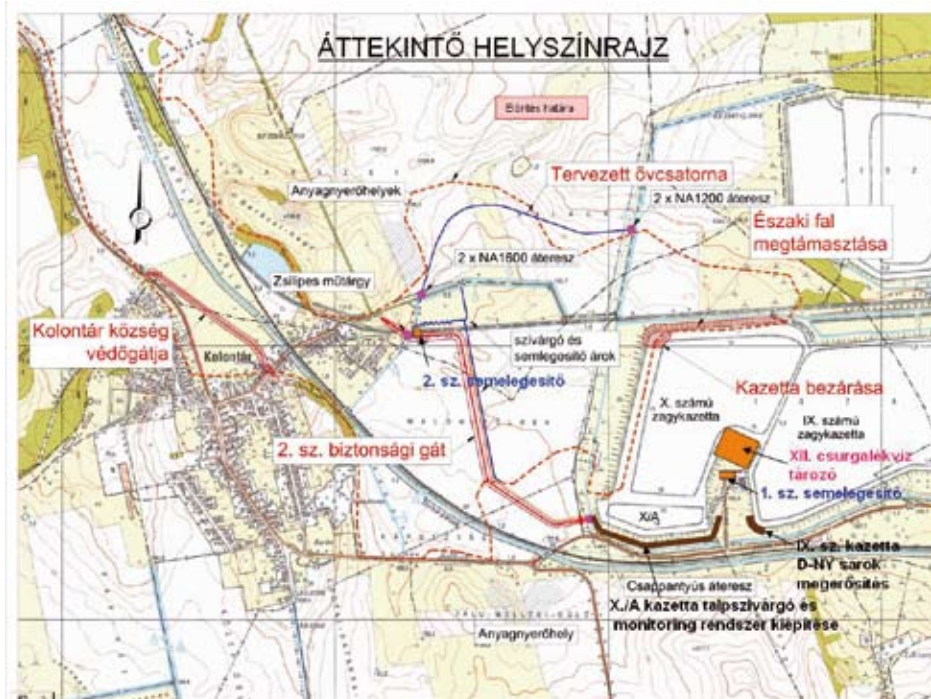 ÁTTEKINTŐ HELYSZÍNRAJZ
Elöntés határa
Anyagnyerőhelyek
Tervezett övcsatorna
2 x NA1200 áteresz
Északi fal
megtámasztása
2 x NA1600 áteresz
Zsilipes műtárgy
Kolontár község
védőgátja
Kolontár
szivárgó és
semlegesítő árok
2. sz. semelegesítő
Kazetta bezárása
X. számú
zagykazetta
IX. számú
zagykazetta
2. sz. biztonsági gát
XII. csurgalékvíz
tározó
1. sz. semelegesítő
X/A
IX. sz. kazetta
D-NY sarok
megerősítés
Csappantyús áteresz
X./A kazetta talpszivárgó és
monitoring rendszer kiépítése
Anyagnyerőhely